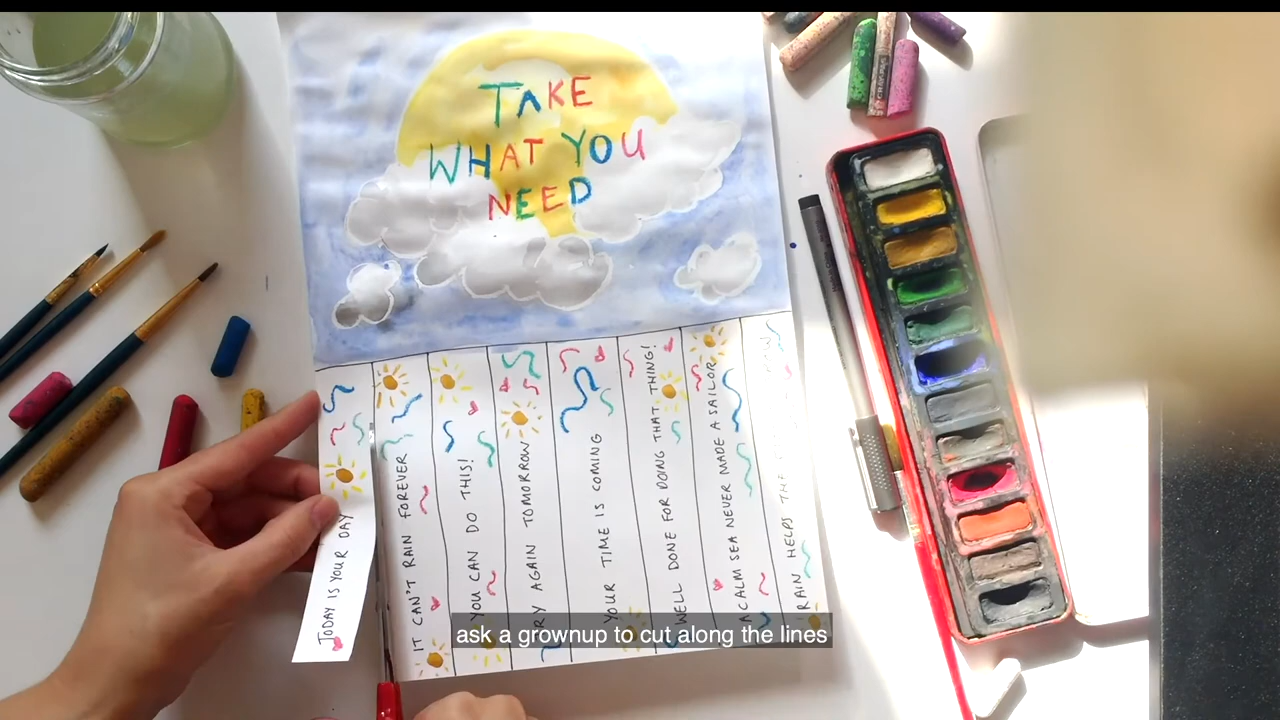 TAKE
WHAT YOU
NEED
TODAY IS YOUR DAY
IT CAN'T RAIN FOREVER
YOU CAN DO THIS!
TRY AGAIN TOMORROW
YOUR TIME IS COMING
WELL DONE FOR DOING THAT THING!
A CALM SEA NEVER MADE A SAILOR
RAIN HELPS THE
ask a grownup to cut along the lines